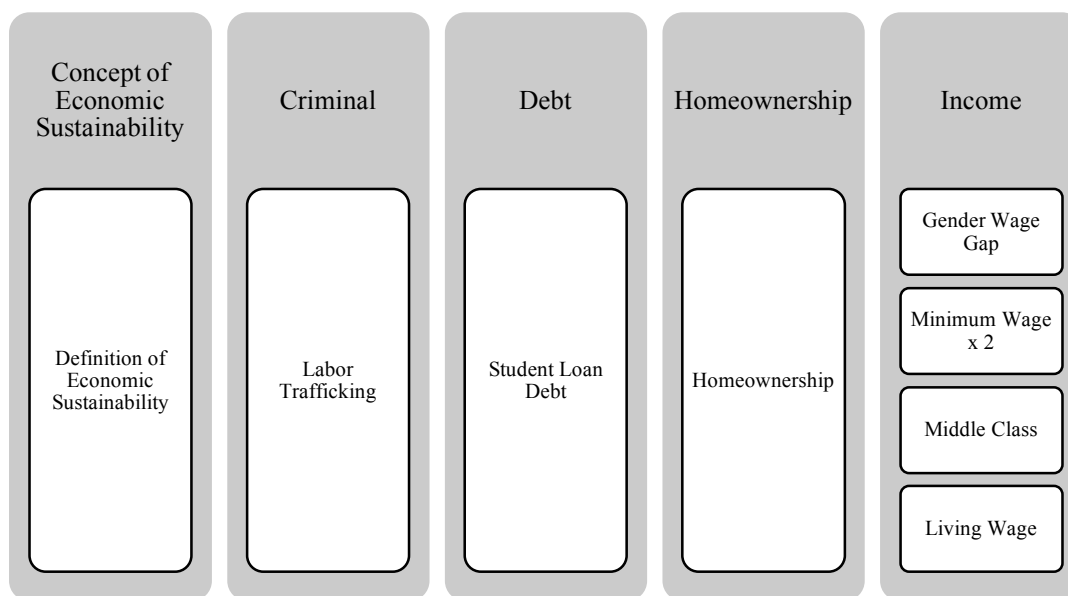 Concept of
Economic
Sustainability
Definition of
Economic
Sustainability
Criminal
Labor
Trafficking
Debt
Student Loan
Debt
Homeownership
Homeownership
Income
Gender Wage
Gap
Minimum Wage
x 2
Middle Class
Living Wage